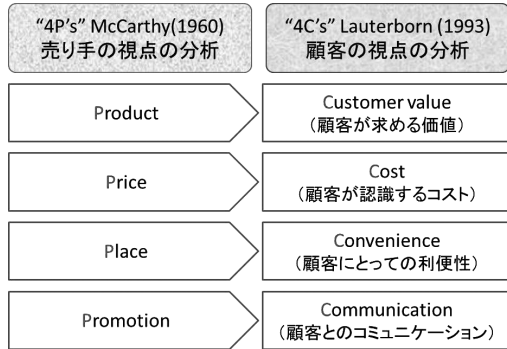 “4P’s” McCarthy(1960)
売り手の視点の分析
“4C’s” Lauterborn (1993)
顧客の視点の分析
Product
Customer value
(顧客が求める価値)
Price
Cost
(顧客が認識するコスト)
Place
Convenience
(顧客にとっての利便性)
Promotion
Communication
(顧客とのコミュニケーション)